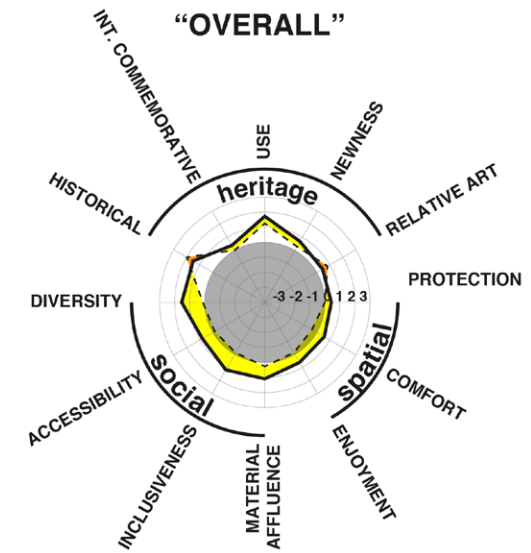 “OVERALL”
INT. COMMEMORATIVE
USE
NEWNESS
HISTORICAL
heritage
RELATIVE ART
PROTECTION
DIVERSITY
-3 -2 -1 0 1 2 3
social
spatial
ACCESSIBILITY
COMFORT
INCLUSIVENESS
MATERIAL
AFFLUENCE
ENJOYMENT